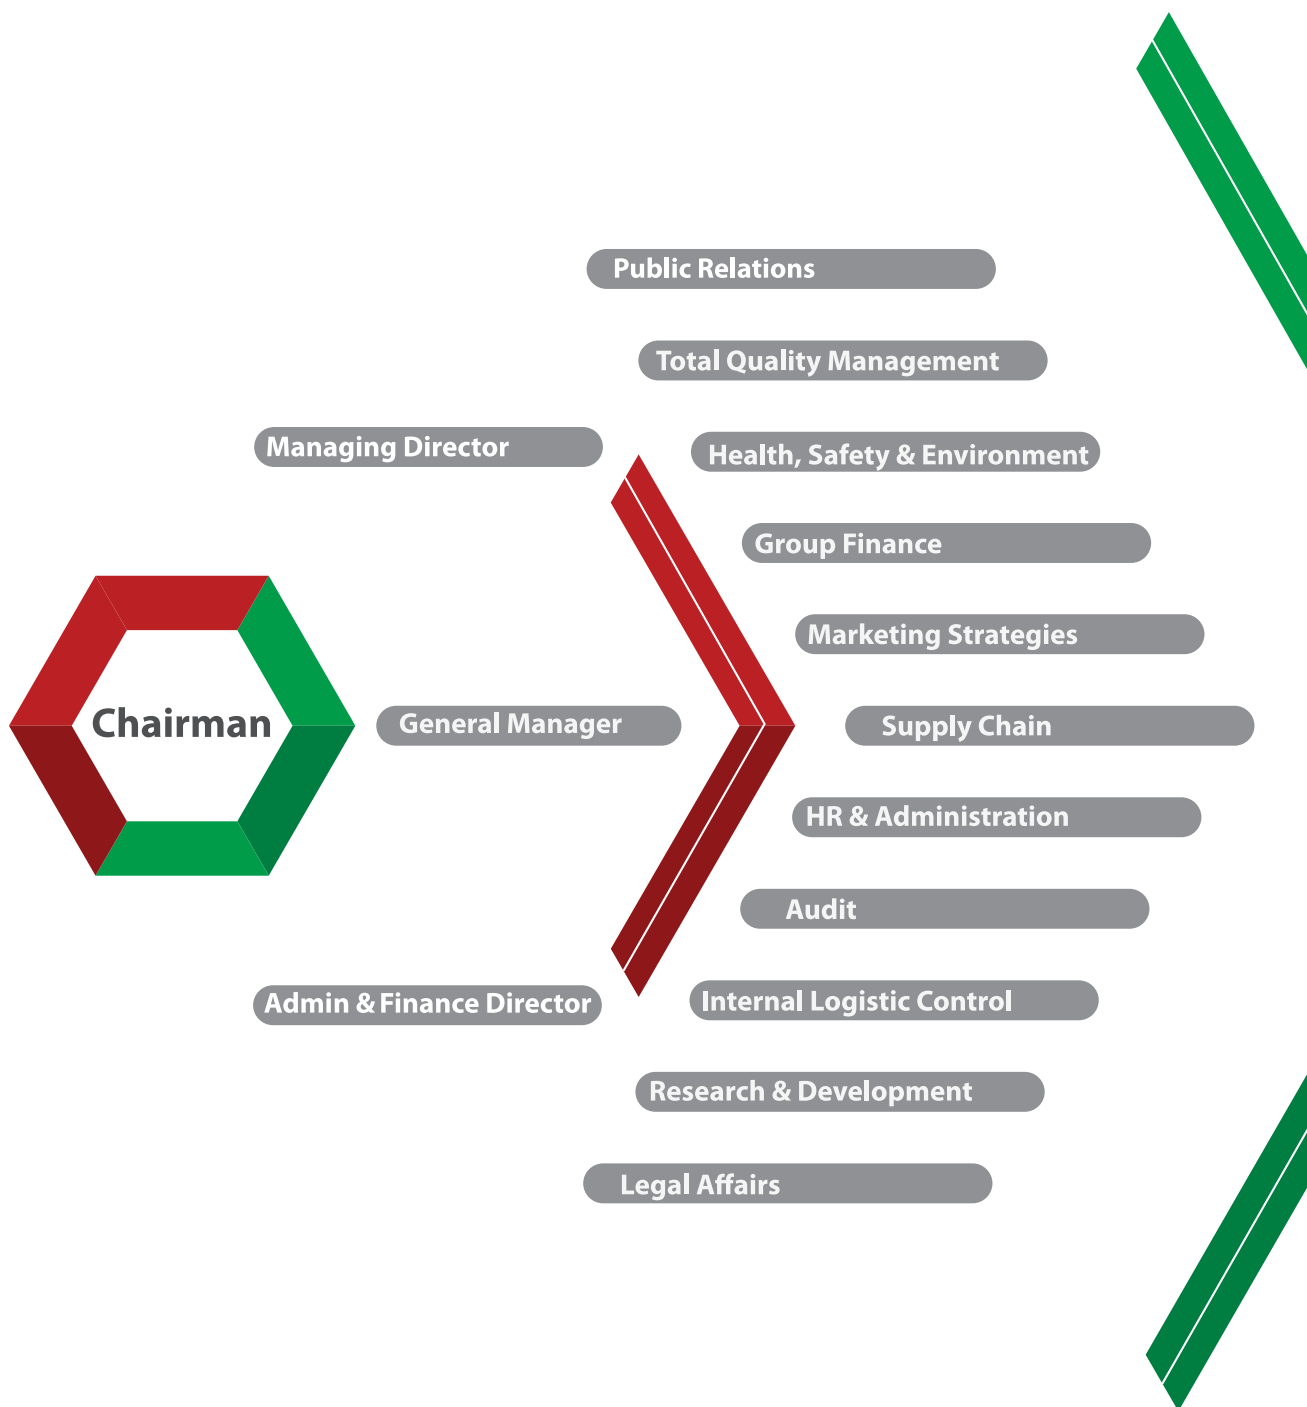 Chairman
Managing Director
General Manager
Admin & Finance Director
Public Relations
Total Quality Management
Health, Safety & Environment
Group Finance
Marketing Strategies
Supply Chain
HR & Administration
Audit
Internal Logistic Control
Research & Development
Legal Affairs